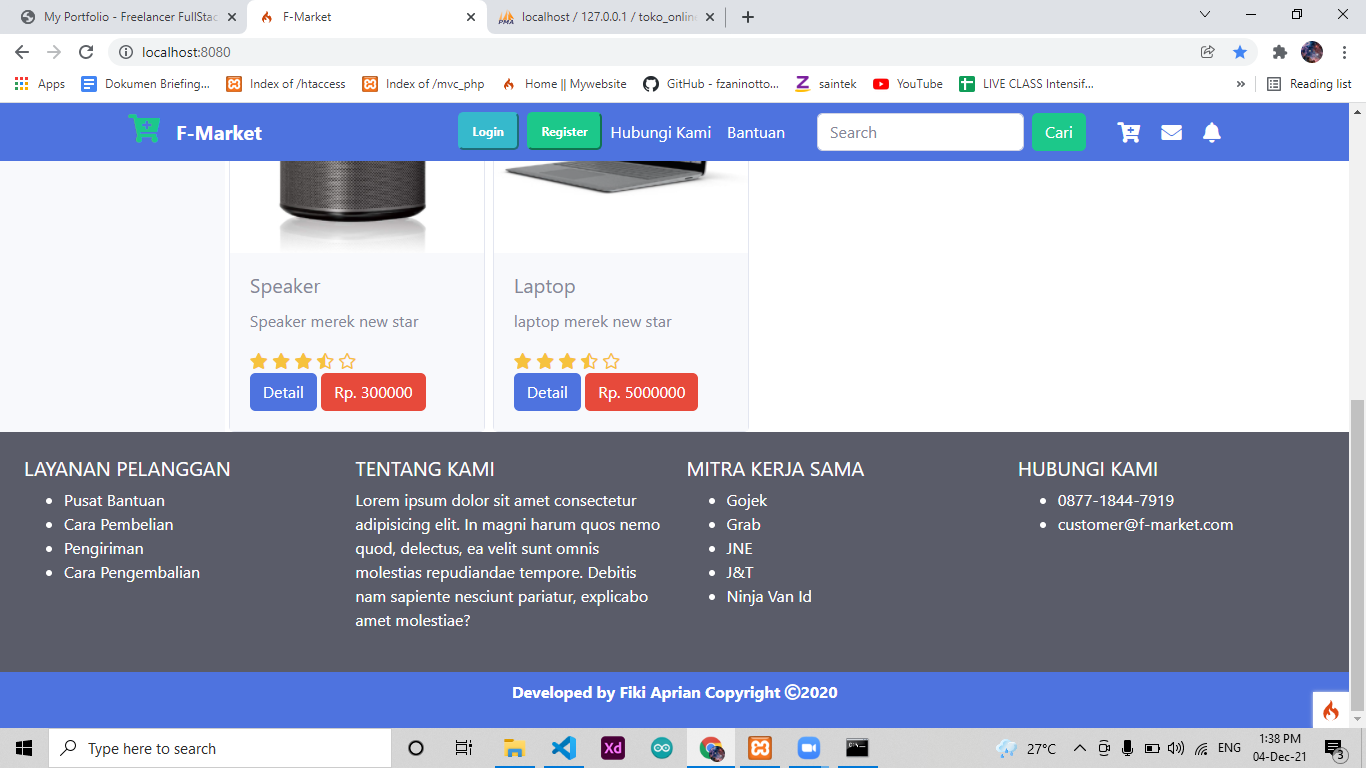 My Portfolio - Freelancer FullStac
F-Market
localhost / 127.0.0.1 / toko_onlin
localhost:8080
Apps
Dokumen Briefing...
Index of /htaccess
Index of /mvc_php
Home || Mywebsite
GitHub - fzaninotto...
saintek
YouTube
LIVE CLASS Intensif...
»
Reading list
F-Market
Login
Register
Hubungi Kami
Bantuan
Search
Cari
Speaker
Speaker merek new star
Detail
Rp. 300000
Laptop
laptop merek new star
Detail
Rp. 5000000
LAYANAN PELANGGAN
Pusat Bantuan
Cara Pembelian
Pengiriman
Cara Pengembalian
TENTANG KAMI
Lorem ipsum dolor sit amet consectetur
adipisicing elit. In magni harum quos nemo
quod, delectus, ea velit sunt omnis
molestias repudiandae tempore. Debitis
nam sapiente nesciunt pariatur, explicabo
amet molestiae?
MITRA KERJA SAMA
Gojek
Grab
JNE
J&T
Ninja Van Id
HUBUNGI KAMI
0877-1844-7919
customer@f-market.com
Developed by Fiki Aprian Copyright ©2020
Type here to search
Xd
27°C
ENG
1:38 PM
04-Dec-21
3